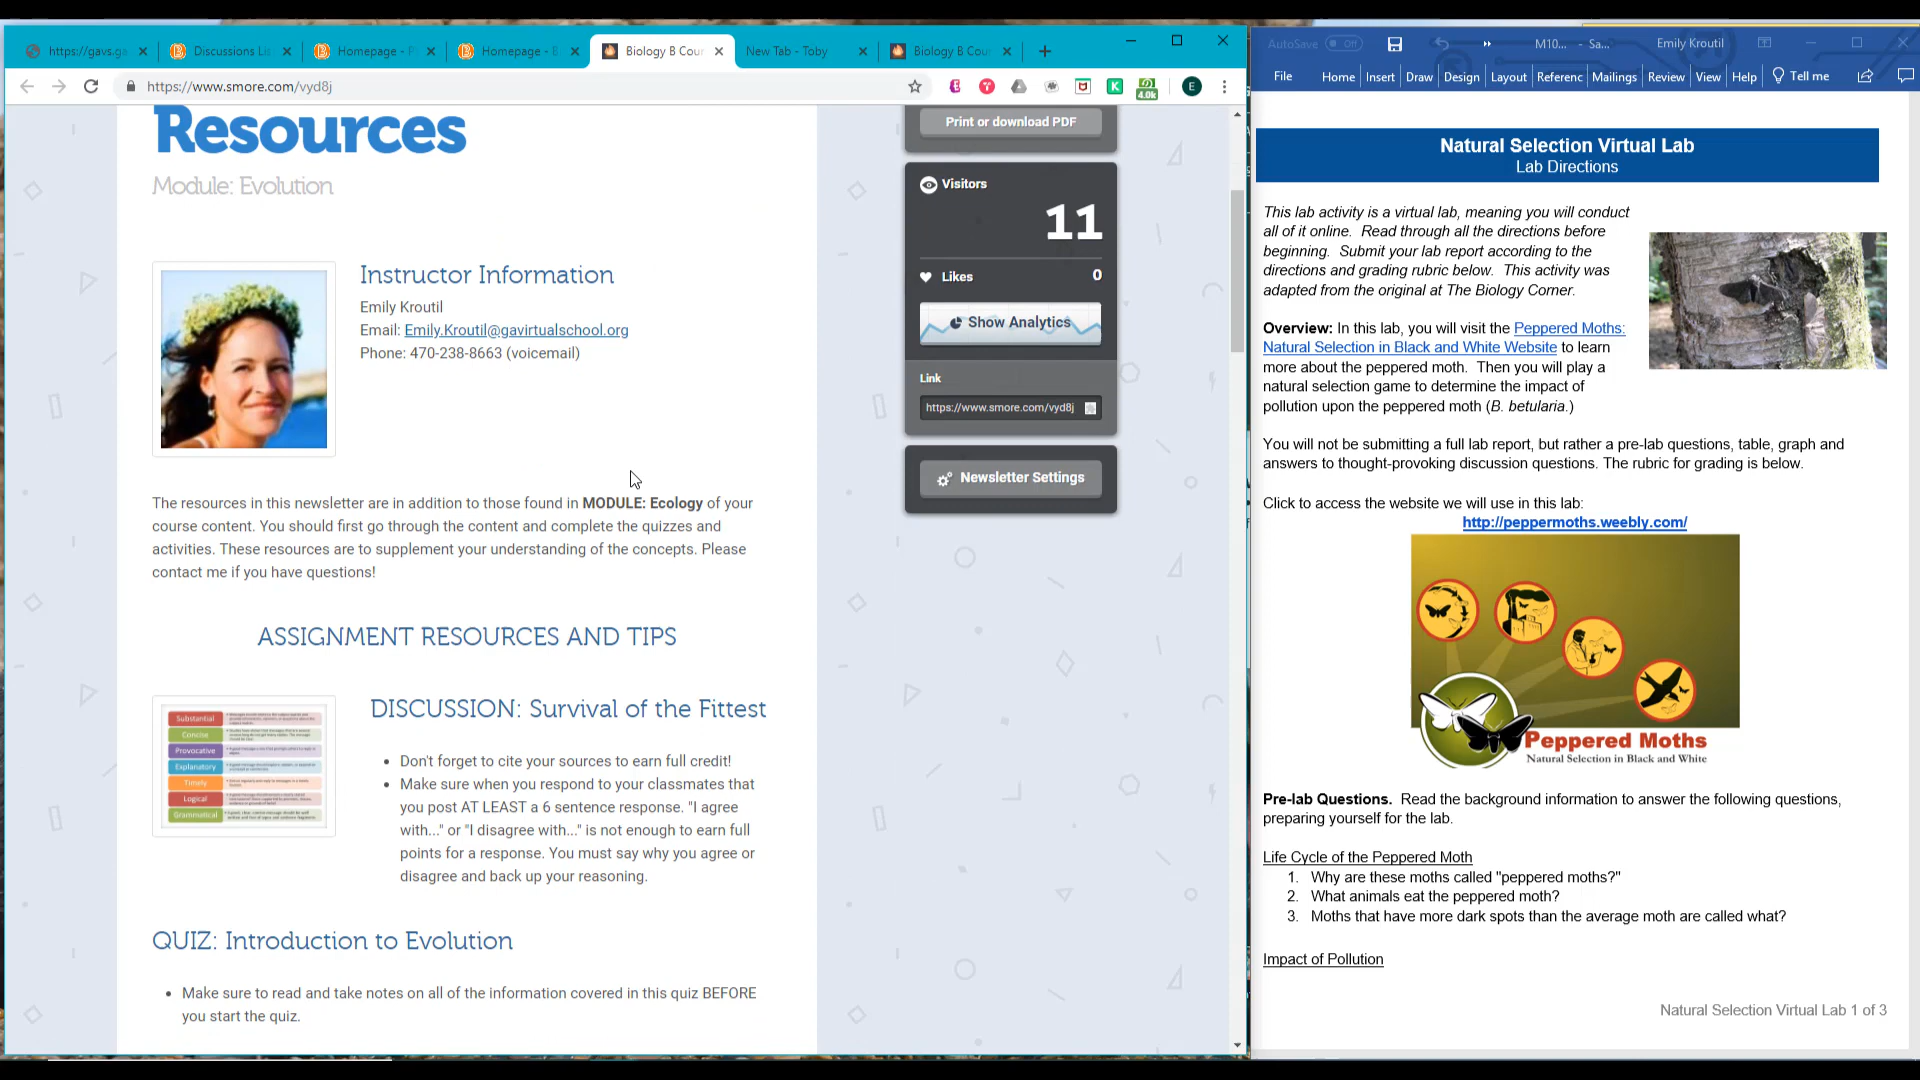 https://gavs.ga
Discussions Lis
Homepage - 
Homepage - B
Biology B Cour
New Tab - Toby
Biology B Cour
https://www.smore.com/vyd8j
4.0k
E
Resources
Module: Evolution
Instructor Information
Emily Kroutil
Email: Emily.Kroutil@gavirtualschool.org
Phone: 470-238-8663 (voicemail)
The resources in this newsletter are in addition to those found in MODULE: Ecology of your
course content. You should first go through the content and complete the quizzes and
activities. These resources are to supplement your understanding of the concepts. Please
contact me if you have questions!
ASSIGNMENT RESOURCES AND TIPS
Substantial
Concise
Provocative
Explanatory
Timely
Logical
Grammatical
DISCUSSION: Survival of the Fittest
• Don't forget to cite your sources to earn full credit!
• Make sure when you respond to your classmates that
you post AT LEAST a 6 sentence response. "I agree
with..." or "I disagree with..." is not enough to earn full
points for a response. You must say why you agree or
disagree and back up your reasoning.
QUIZ: Introduction to Evolution
• Make sure to read and take notes on all of the information covered in this quiz BEFORE
you start the quiz.
Print or download PDF
Visitors
11
Likes 0
Show Analytics
Link
https://www.smore.com/vyd8j
Newsletter Settings
AutoSave Off
M10... - Sa...
Emily Kroutil
File Home Insert Draw Design Layout Referenc Mailings Review View Help Tell me
Natural Selection Virtual Lab
Lab Directions
This lab activity is a virtual lab, meaning you will conduct
all of it online. Read through all the directions before
beginning. Submit your lab report according to the
directions and grading rubric below. This activity was
adapted from the original at The Biology Corner.
Overview: In this lab, you will visit the Peppered Moths:
Natural Selection in Black and White Website to learn
more about the peppered moth. Then you will play a
natural selection game to determine the impact of
pollution upon the peppered moth (B. betularia.)
You will not be submitting a full lab report, but rather a pre-lab questions, table, graph and
answers to thought-provoking discussion questions. The rubric for grading is below.
Click to access the website we will use in this lab:
http://peppermoths.weebly.com/
Peppered Moths
Natural Selection in Black and White
Pre-lab Questions. Read the background information to answer the following questions,
preparing yourself for the lab.
Life Cycle of the Peppered Moth
1. Why are these moths called "peppered moths?"
2. What animals eat the peppered moth?
3. Moths that have more dark spots than the average moth are called what?
Impact of Pollution
Natural Selection Virtual Lab 1 of 3